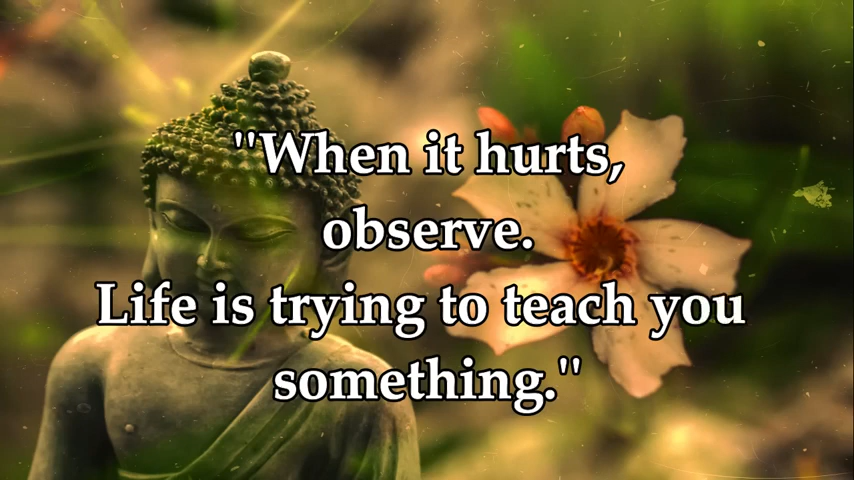 "When it hurts,
observe.
Life is trying to teach you
something."